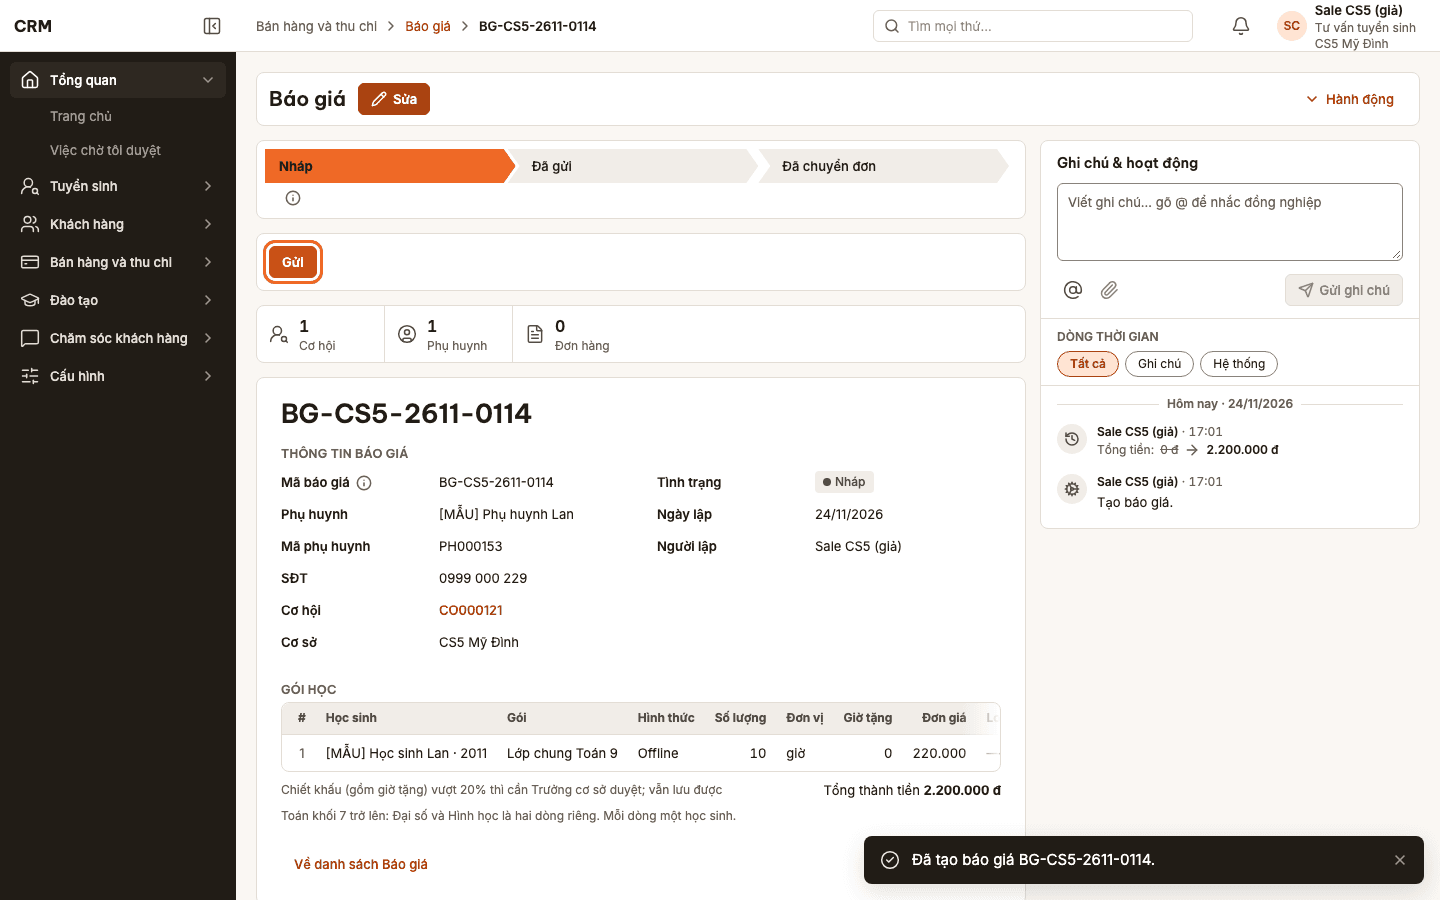 CRM
Bán hàng và thu chi > Báo giá > BG-CS5-2611-0114
Tìm mọi thứ...
SC
Sale CS5 (giả)
Tư vấn tuyển sinh
CS5 Mỹ Đình
Tổng quan
Trang chủ
Việc chờ tôi duyệt
Tuyển sinh
Khách hàng
Bán hàng và thu chi
Đào tạo
Chăm sóc khách hàng
Cấu hình
Báo giá
Sửa
Hành động
Nháp
Đã gửi
Đã chuyển đơn
Gửi
1
Cơ hội
1
Phụ huynh
0
Đơn hàng
BG-CS5-2611-0114
THÔNG TIN BÁO GIÁ
Mã báo giá BG-CS5-2611-0114 Tình trạng Nháp
Phụ huynh [MẪU] Phụ huynh Lan Ngày lập 24/11/2026
Mã phụ huynh PH000153 Người lập Sale CS5 (giả)
SĐT 0999 000 229
Cơ hội CO000121
Cơ sở CS5 Mỹ Đình
GÓI HỌC
# Học sinh Gói Hình thức Số lượng Đơn vị Giờ tặng Đơn giá
1 [MẪU] Học sinh Lan · 2011 Lớp chung Toán 9 Offline 10 giờ 0 220.000
Chiết khấu (gồm giờ tặng) vượt 20% thì cần Trưởng cơ sở duyệt; vẫn lưu được
Tổng thành tiền 2.200.000 đ
Toán khối 7 trở lên: Đại số và Hình học là hai dòng riêng. Mỗi dòng một học sinh.
Về danh sách Báo giá
Ghi chú & hoạt động
Viết ghi chú... gõ @ để nhắc đồng nghiệp
Gửi ghi chú
DÒNG THỜI GIAN
Tất cả
Ghi chú
Hệ thống
Hôm nay · 24/11/2026
Sale CS5 (giả) · 17:01
Tổng tiền: 0 đ → 2.200.000 đ
Sale CS5 (giả) · 17:01
Tạo báo giá.
Đã tạo báo giá BG-CS5-2611-0114.